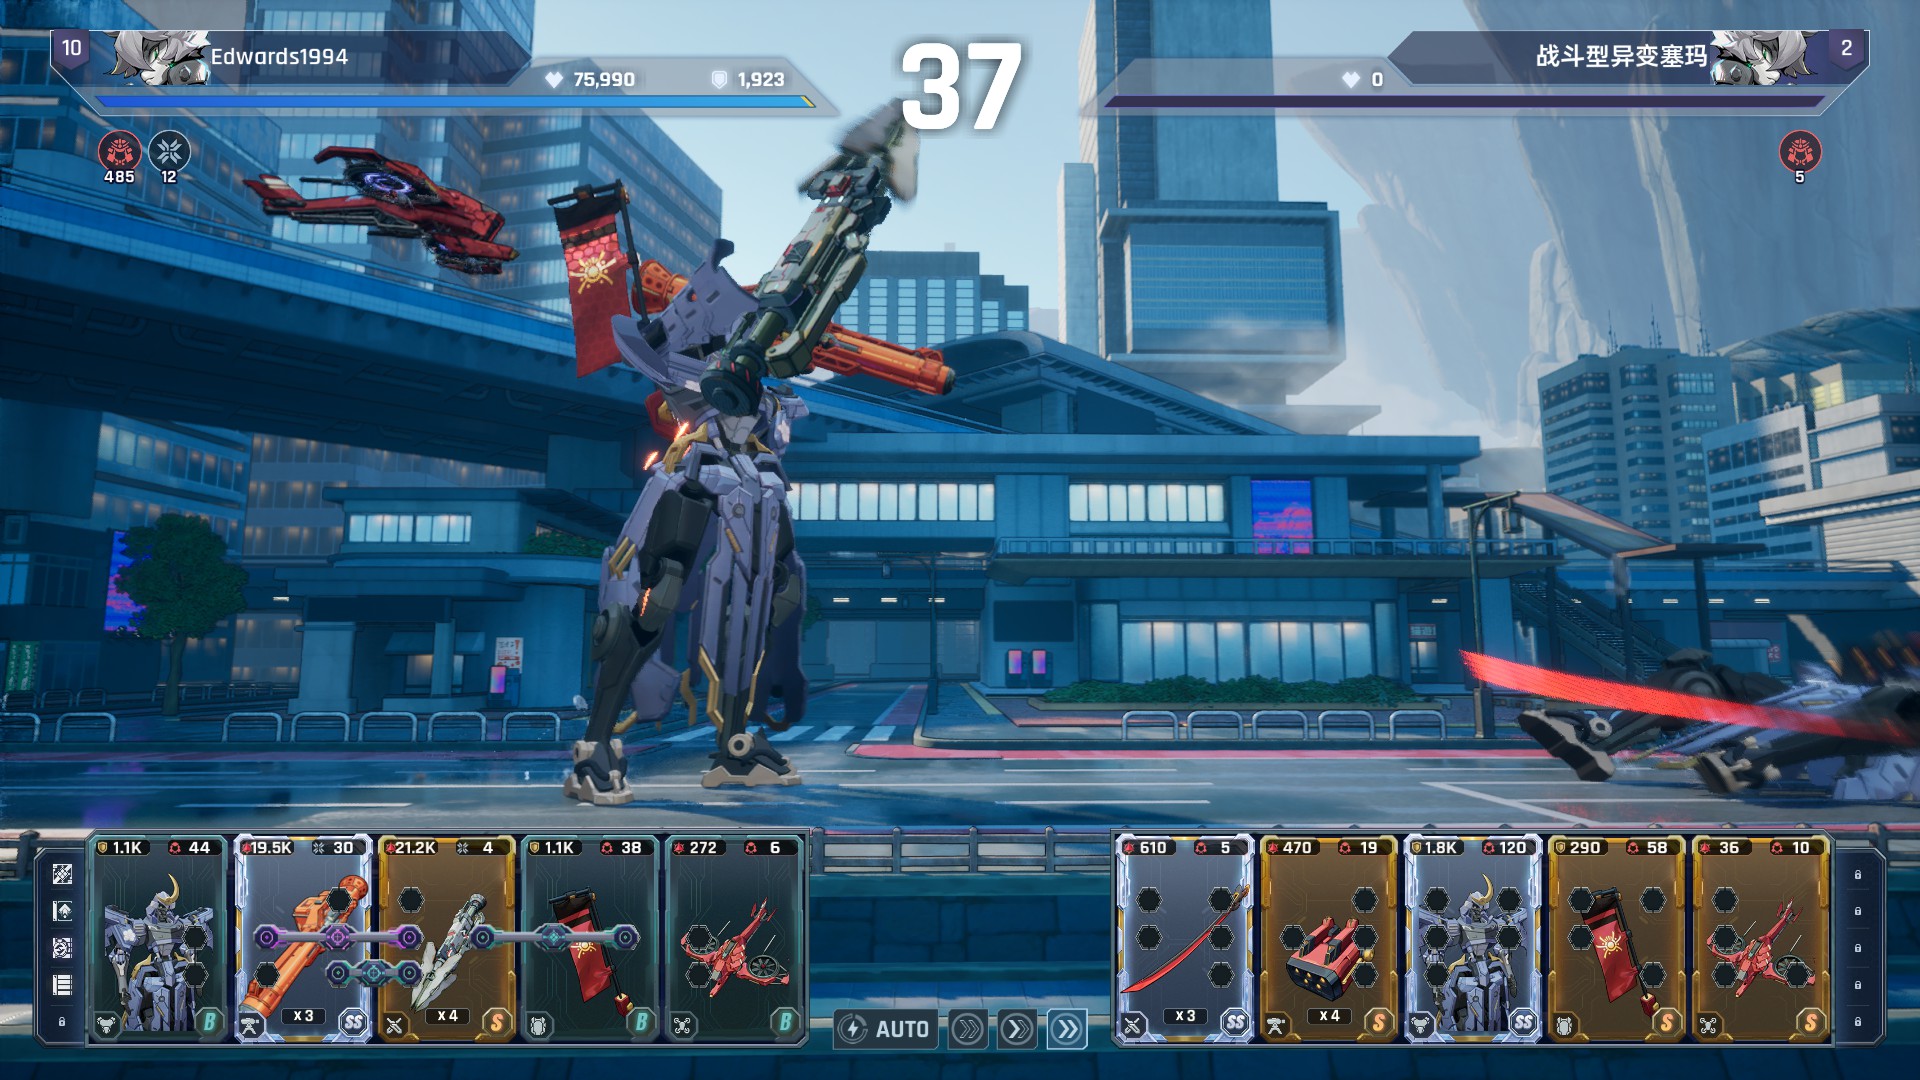 10
Edwards1994
75,990
1,923
37
0
战斗型异变塞玛
2
485
12
5
1.1K 44
19.5K 30
21.2K 4
1.1K 38
272 6
610 5
470 19
1.8K 120
290 58
36 10
B
x3 SS
x4 S
B
B
AUTO
x3 SS
x4 S
SS
S
S